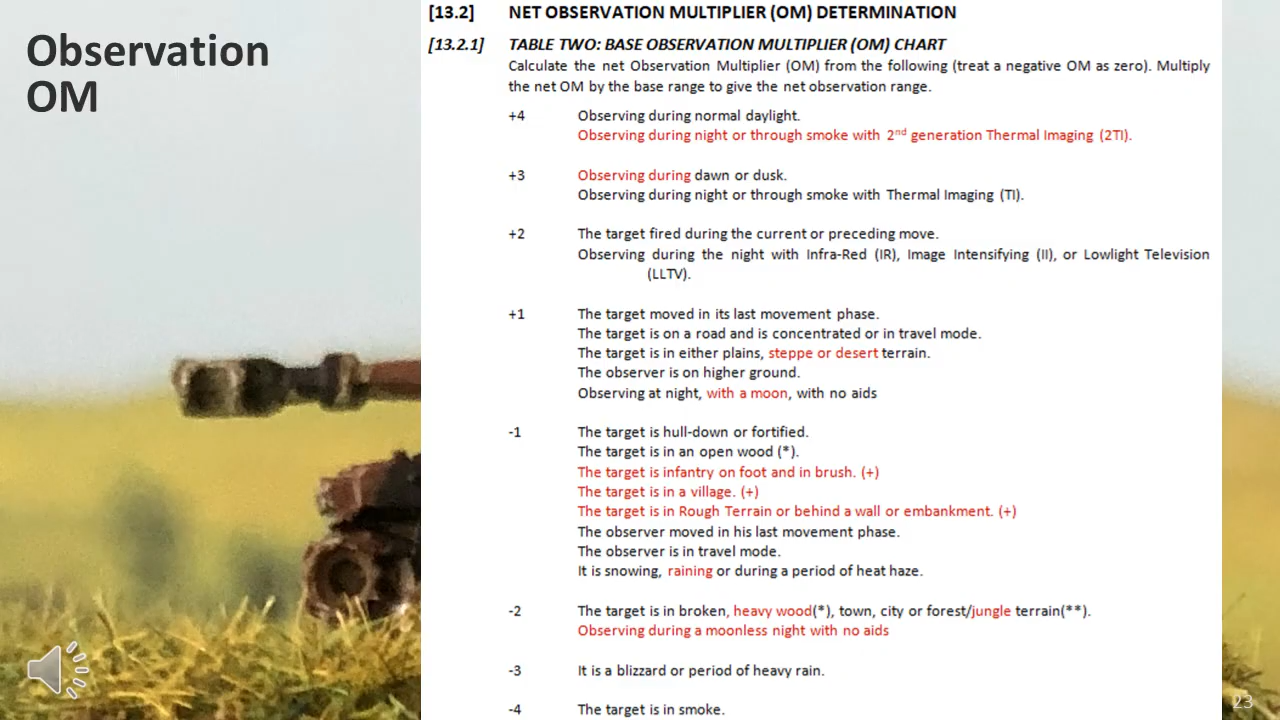 Observation
OM
[13.2] NET OBSERVATION MULTIPLIER (OM) DETERMINATION
[13.2.1] TABLE TWO: BASE OBSERVATION MULTIPLIER (OM) CHART
Calculate the net Observation Multiplier (OM) from the following (treat a negative OM as zero). Multiply
the net OM by the base range to give the net observation range.
+4 Observing during normal daylight.
Observing during night or through smoke with 2nd generation Thermal Imaging (2TI).
+3 Observing during dawn or dusk.
Observing during night or through smoke with Thermal Imaging (TI).
+2 The target fired during the current or preceding move.
Observing during the night with Infra-Red (IR), Image Intensifying (II), or Lowlight Television
(LLTV).
+1 The target moved in its last movement phase.
The target is on a road and is concentrated or in travel mode.
The target is in either plains, steppe or desert terrain.
The observer is on higher ground.
Observing at night, with a moon, with no aids
-1 The target is hull-down or fortified.
The target is in an open wood (*).
The target is infantry on foot and in brush. (+)
The target is in a village. (+)
The target is in Rough Terrain or behind a wall or embankment. (+)
The observer moved in his last movement phase.
The observer is in travel mode.
It is snowing, raining or during a period of heat haze.
-2 The target is in broken, heavy wood(*), town, city or forest/jungle terrain(**).
Observing during a moonless night with no aids
-3 It is a blizzard or period of heavy rain.
-4 The target is in smoke.
23